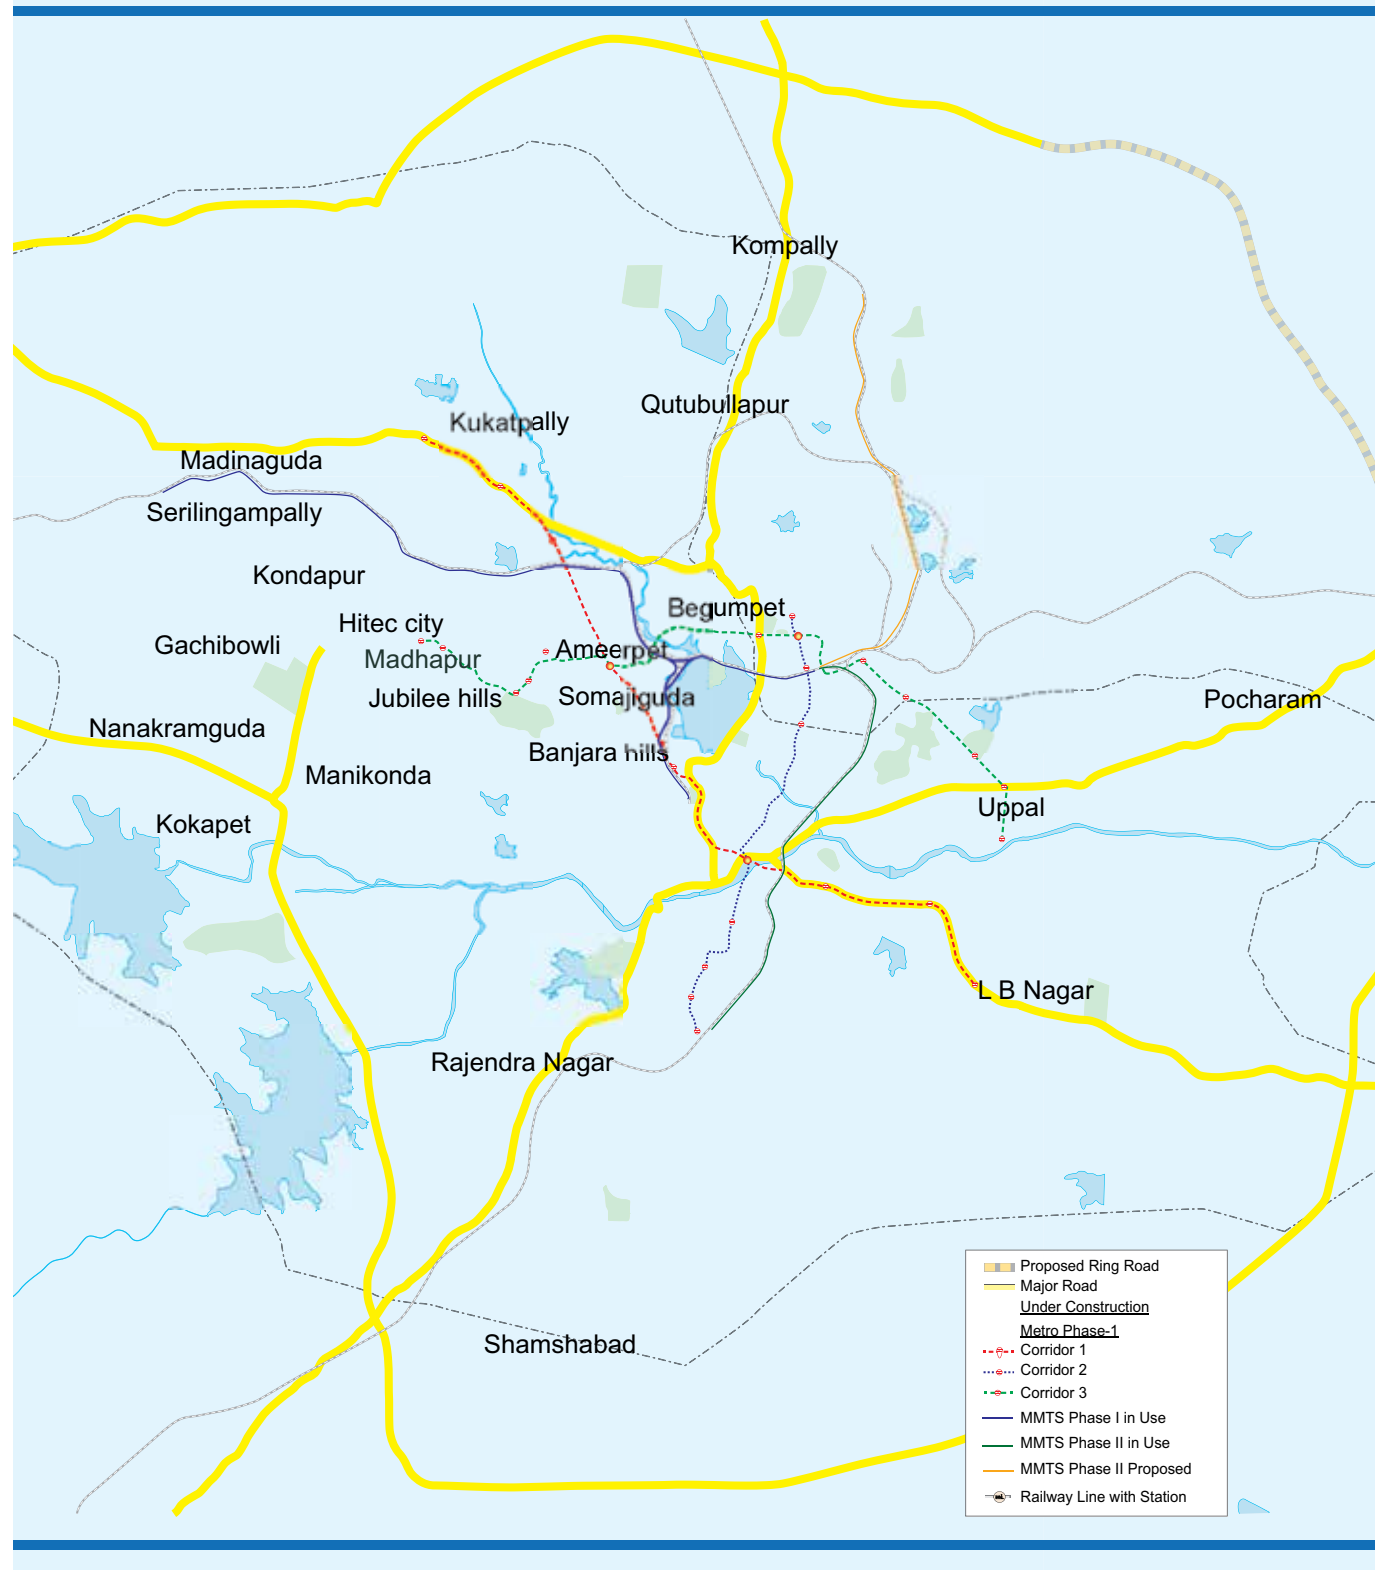 Kompally
Qutubullapur
Kukatpally
Madinaguda
Serilingampally
Kondapur
Begumpet
Hitec city
Gachibowli
Ameerpet
Madhapur
Jubilee hills
Somajiguda
Pocharam
Nanakramguda
Banjara hills
Manikonda
Uppal
Kokapet
L B Nagar
Rajendra Nagar
Shamshabad
Proposed Ring Road
Major Road
Under Construction
Metro Phase-1
Corridor 1
Corridor 2
Corridor 3
MMTS Phase I in Use
MMTS Phase II in Use
MMTS Phase II Proposed
Railway Line with Station